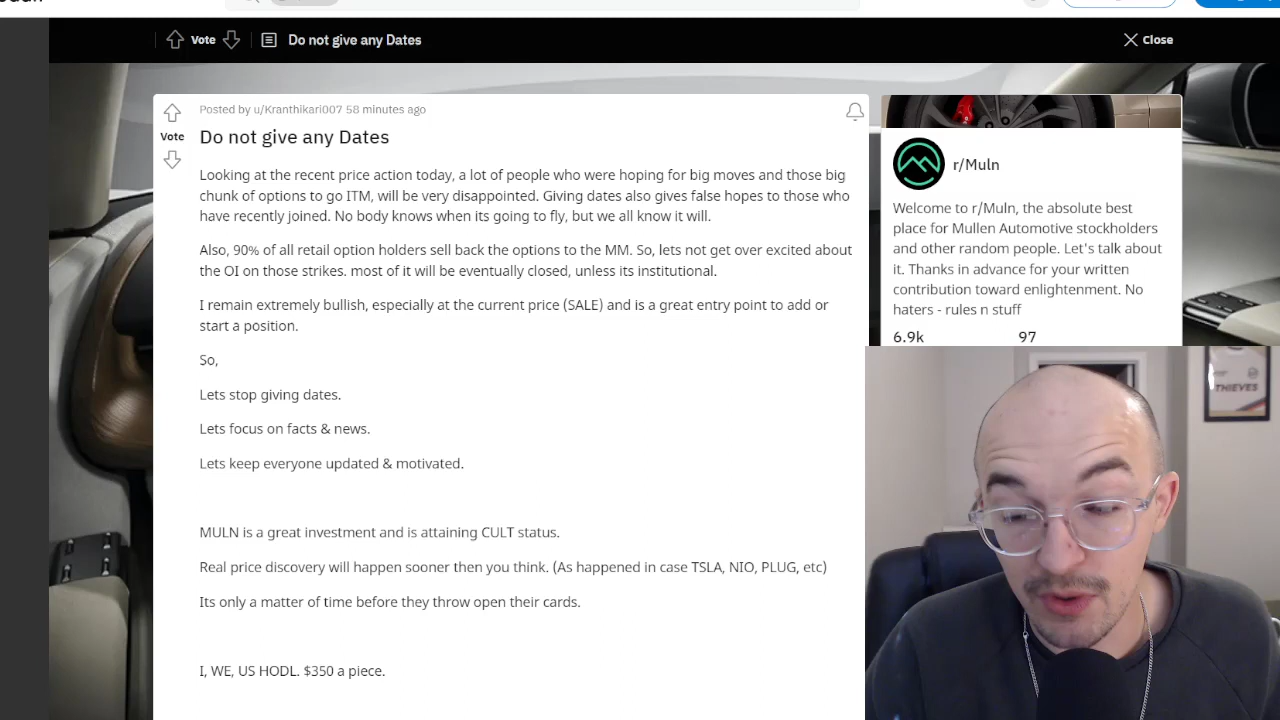 Vote
Do not give any Dates
Close
Posted by u/Kranthikari007 58 minutes ago
Vote
Do not give any Dates
Looking at the recent price action today, a lot of people who were hoping for big moves and those big
chunk of options to go ITM, will be very disappointed. Giving dates also gives false hopes to those who
have recently joined. No body knows when its going to fly, but we all know it will.
Also, 90% of all retail option holders sell back the options to the MM. So, lets not get over excited about
the OI on those strikes. most of it will be eventually closed, unless its institutional.
I remain extremely bullish, especially at the current price (SALE) and is a great entry point to add or
start a position.
So,
Lets stop giving dates.
Lets focus on facts & news.
Lets keep everyone updated & motivated.
MULN is a great investment and is attaining CULT status.
Real price discovery will happen sooner then you think. (As happened in case TSLA, NIO, PLUG, etc)
Its only a matter of time before they throw open their cards.
I, WE, US HODL. $350 a piece.
r/Muln
Welcome to r/Muln, the absolute best
place for Mullen Automotive stockholders
and other random people. Let's talk about
it. Thanks in advance for your written
contribution toward enlightenment. No
haters - rules n stuff
6.9k 97
THIEVES